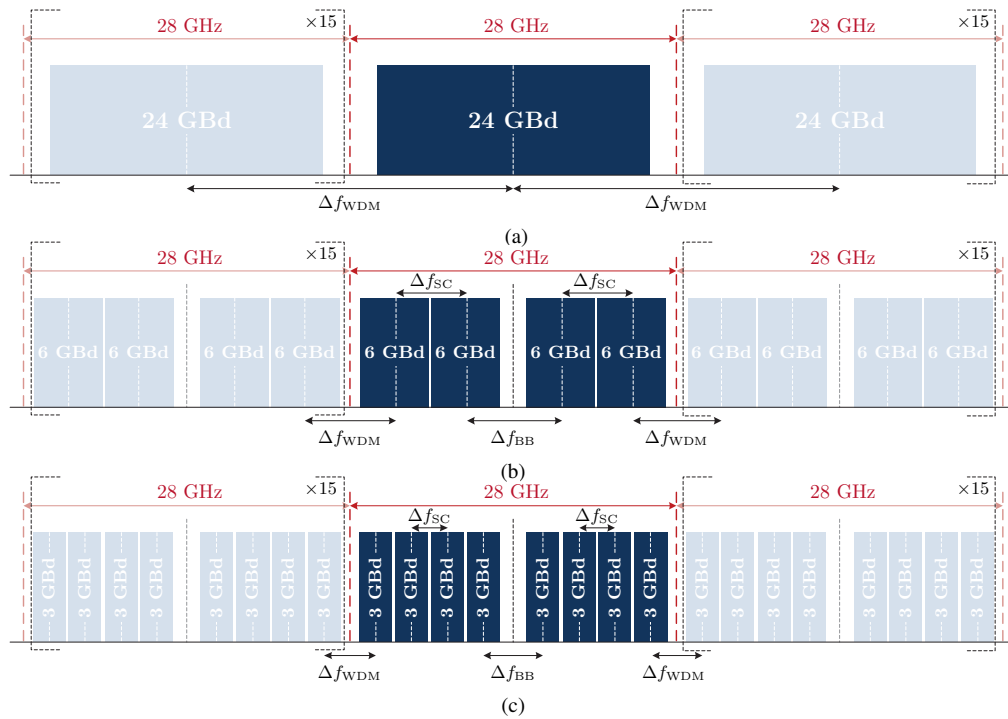 ×15 ×15
28 GHz 28 GHz 28 GHz
24 GBd 24 GBd 24 GBd
Δf_WDM Δf_WDM
(a)
×15 ×15
28 GHz 28 GHz 28 GHz
Δf_SC Δf_SC
6 GBd 6 GBd 6 GBd 6 GBd 6 GBd 6 GBd 6 GBd 6 GBd 6 GBd 6 GBd 6 GBd 6 GBd
Δf_WDM Δf_BB Δf_WDM
(b)
×15 ×15
28 GHz 28 GHz 28 GHz
Δf_SC Δf_SC
3 GBd 3 GBd 3 GBd 3 GBd 3 GBd 3 GBd 3 GBd 3 GBd 3 GBd 3 GBd 3 GBd 3 GBd 3 GBd 3 GBd 3 GBd 3 GBd 3 GBd 3 GBd 3 GBd 3 GBd 3 GBd 3 GBd 3 GBd 3 GBd
Δf_WDM Δf_BB Δf_WDM
(c)